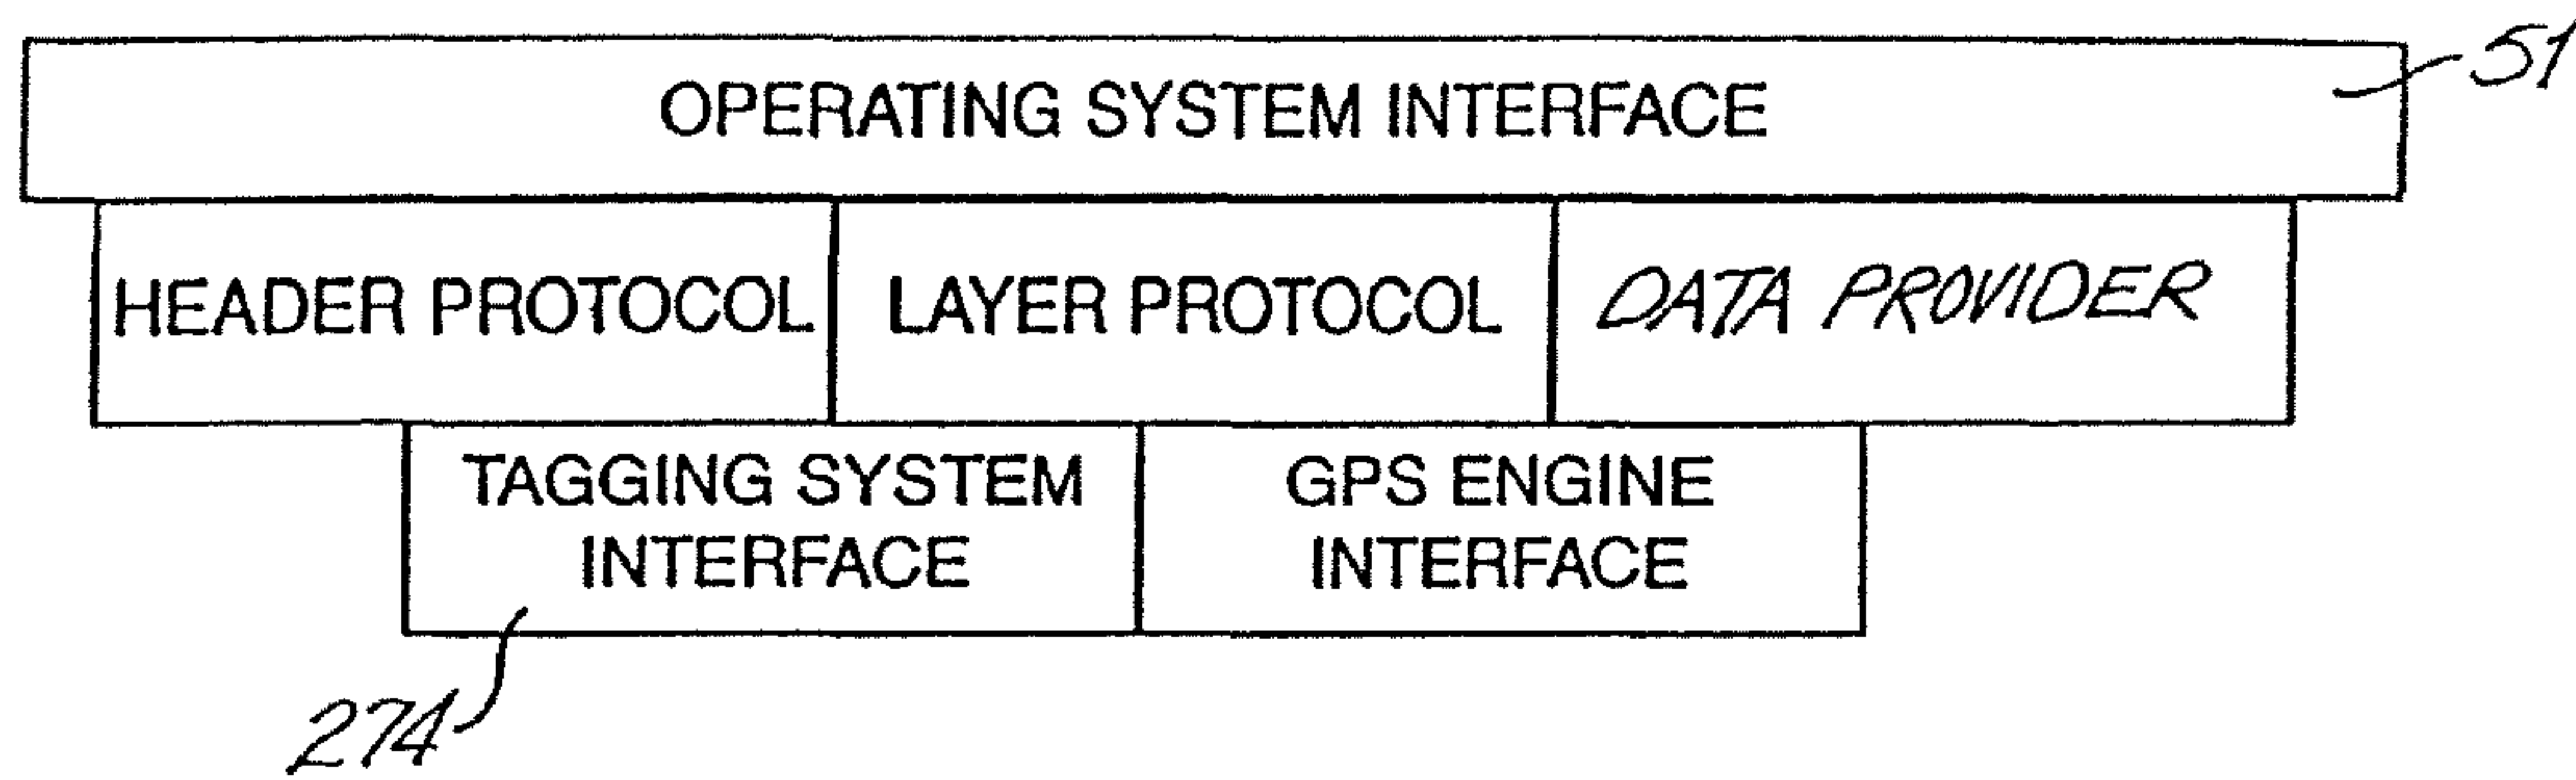 OPERATING SYSTEM INTERFACE
51
HEADER PROTOCOL
LAYER PROTOCOL
DATA PROVIDER
TAGGING SYSTEM
INTERFACE
GPS ENGINE
INTERFACE
274